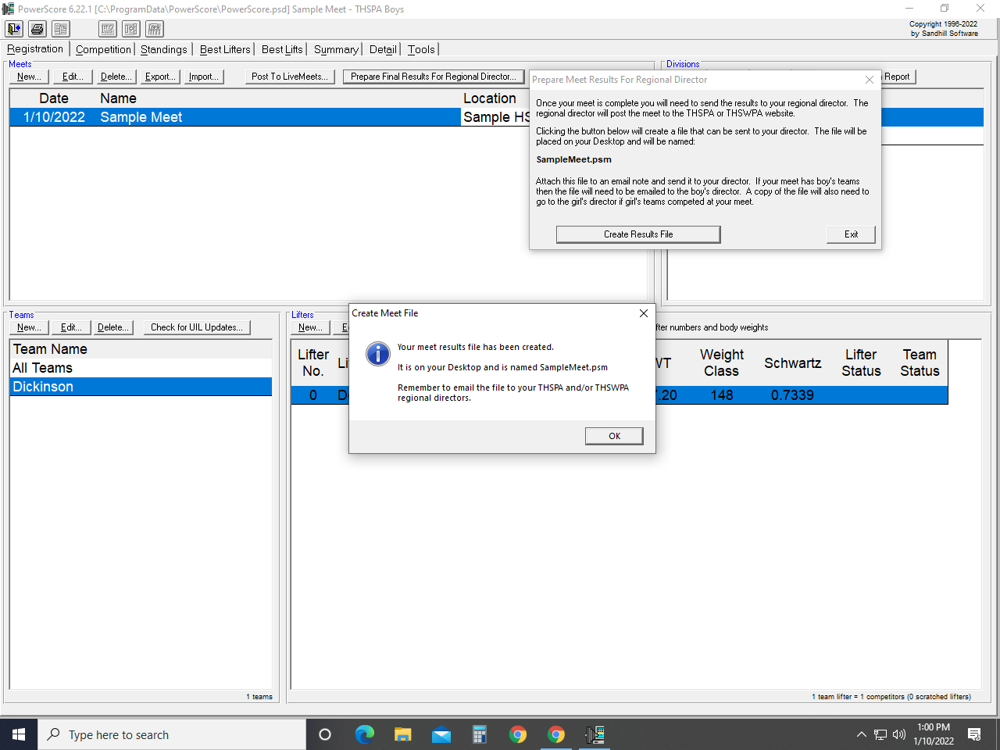 PowerScore 6.22.1 [C:\ProgramData\PowerScore\PowerScore.psd] Sample Meet - THSPA Boys
Copyright 1996-2022
by Sandhill Software
Registration Competition Standings Best Lifters Best Lifts Summary Detail Tools
Meets
New... Edit... Delete... Export... Import... Post To LiveMeets... Prepare Final Results For Regional Director...
Date Name Location
1/10/2022 Sample Meet Sample HS
Divisions
Report
Prepare Meet Results For Regional Director
Once your meet is complete you will need to send the results to your regional director. The
regional director will post the meet to the THSPA or THSWPA website.
Clicking the button below will create a file that can be sent to your director. The file will be
placed on your Desktop and will be named:
SampleMeet.psm
Attach this file to an email note and send it to your director. If your meet has boy's teams
then the file will need to be emailed to the boy's director. A copy of the file will also need to
go to the girl's director if girl's teams competed at your meet.
Create Results File Exit
Teams
New... Edit... Delete... Check for UIL Updates...
Team Name
All Teams
Dickinson
1 teams
Lifters
New...
numbers and body weights
Lifter
No.
Weight
Class
Schwartz
Lifter
Status
Team
Status
0 .20 148 0.7339
1 team lifter = 1 competitors (0 scratched lifters)
Create Meet File
Your meet results file has been created.
It is on your Desktop and is named SampleMeet.psm
Remember to email the file to your THSPA and/or THSWPA
regional directors.
OK
Type here to search
1:00 PM
1/10/2022